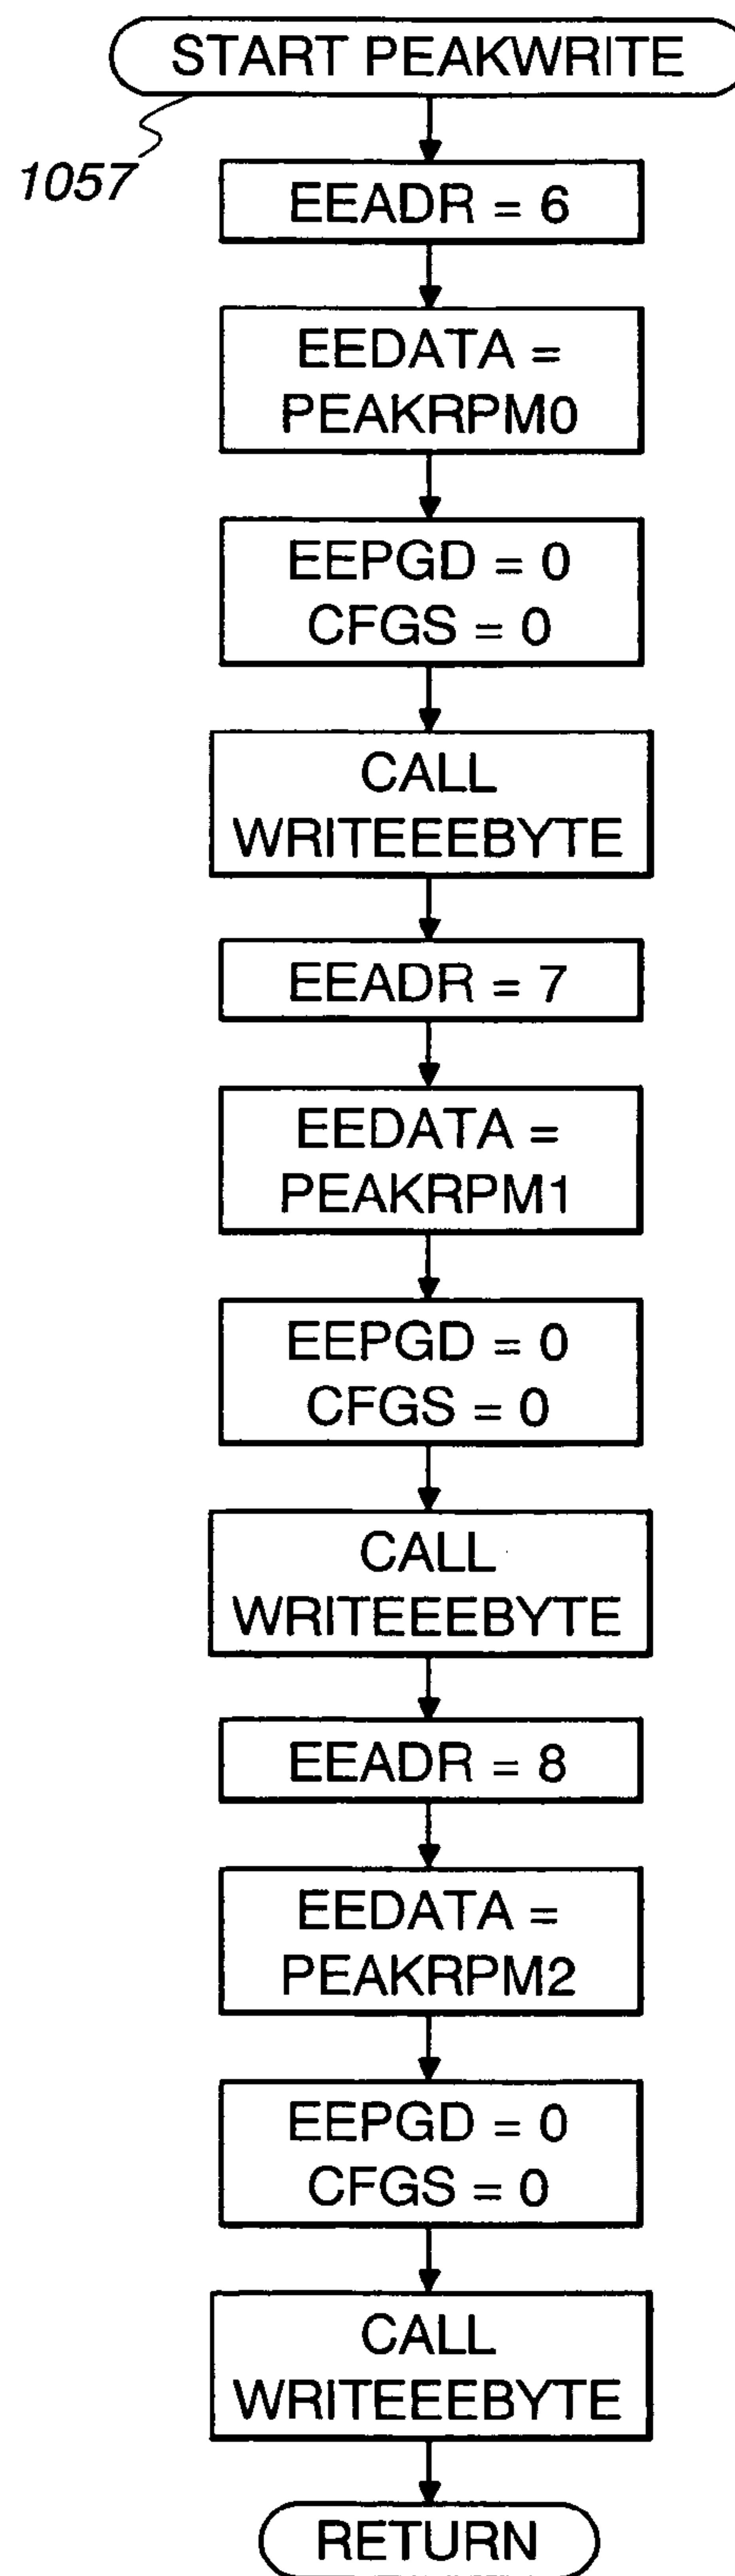 START PEAKWRITE
1057
EEADR = 6
EEDATA =
PEAKRPM0
EEPGD = 0
CFGS = 0
CALL
WRITEEEBYTE
EEADR = 7
EEDATA =
PEAKRPM1
EEPGD = 0
CFGS = 0
CALL
WRITEEEBYTE
EEADR = 8
EEDATA =
PEAKRPM2
EEPGD = 0
CFGS = 0
CALL
WRITEEEBYTE
RETURN